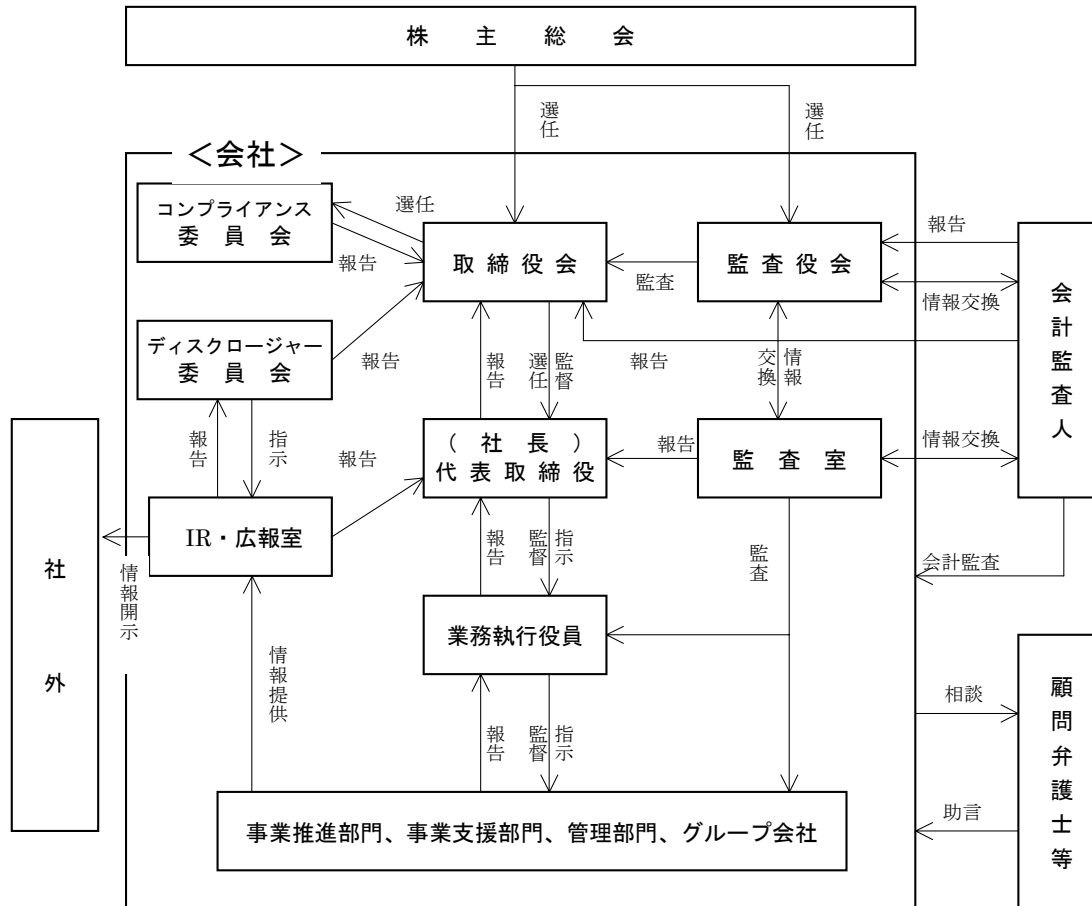 株主総会
選任
選任
＜会社＞
コンプライアンス
委員会
選任
報告
取締役会
監査
監査役会
報告
情報交換
会計監査人
ディスクロージャー
委員会
報告
報告
選任
監督
報告
情報
交換
報告
指示
報告
（社長）
代表取締役
報告
監査室
情報交換
社外
情報開示
IR・広報室
報告
監督
指示
監査
会計監査
業務執行役員
情報提供
報告
監督
指示
相談
顧問弁護士等
助言
事業推進部門、事業支援部門、管理部門、グループ会社